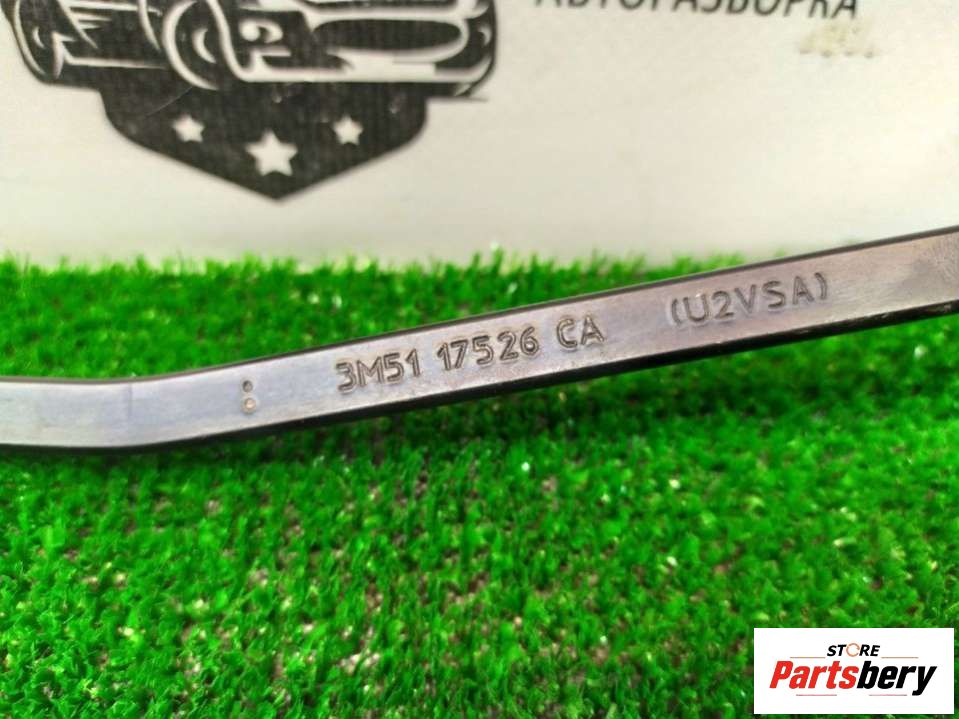 АВТОРАЗБОРКА
3M51 17526 CA (U2VSA)
STORE
Partsbery